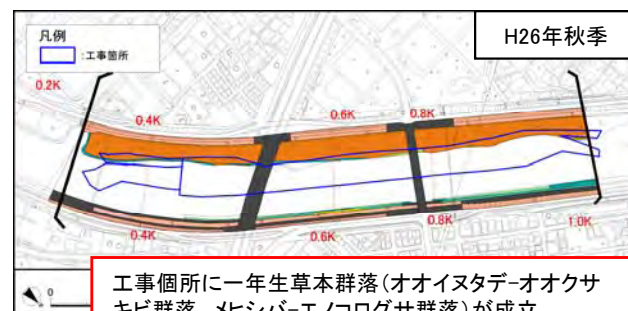 凡例
:工事箇所
H26年秋季
0.2K
0.4K
0.6K
0.8K
0.4K
0.6K
0.8K
1.0K
0
工事個所に一年生草本群落(オオイヌタデ-オオクサ
キビ群落、メヒシバ-エノコログサ群落)が成立